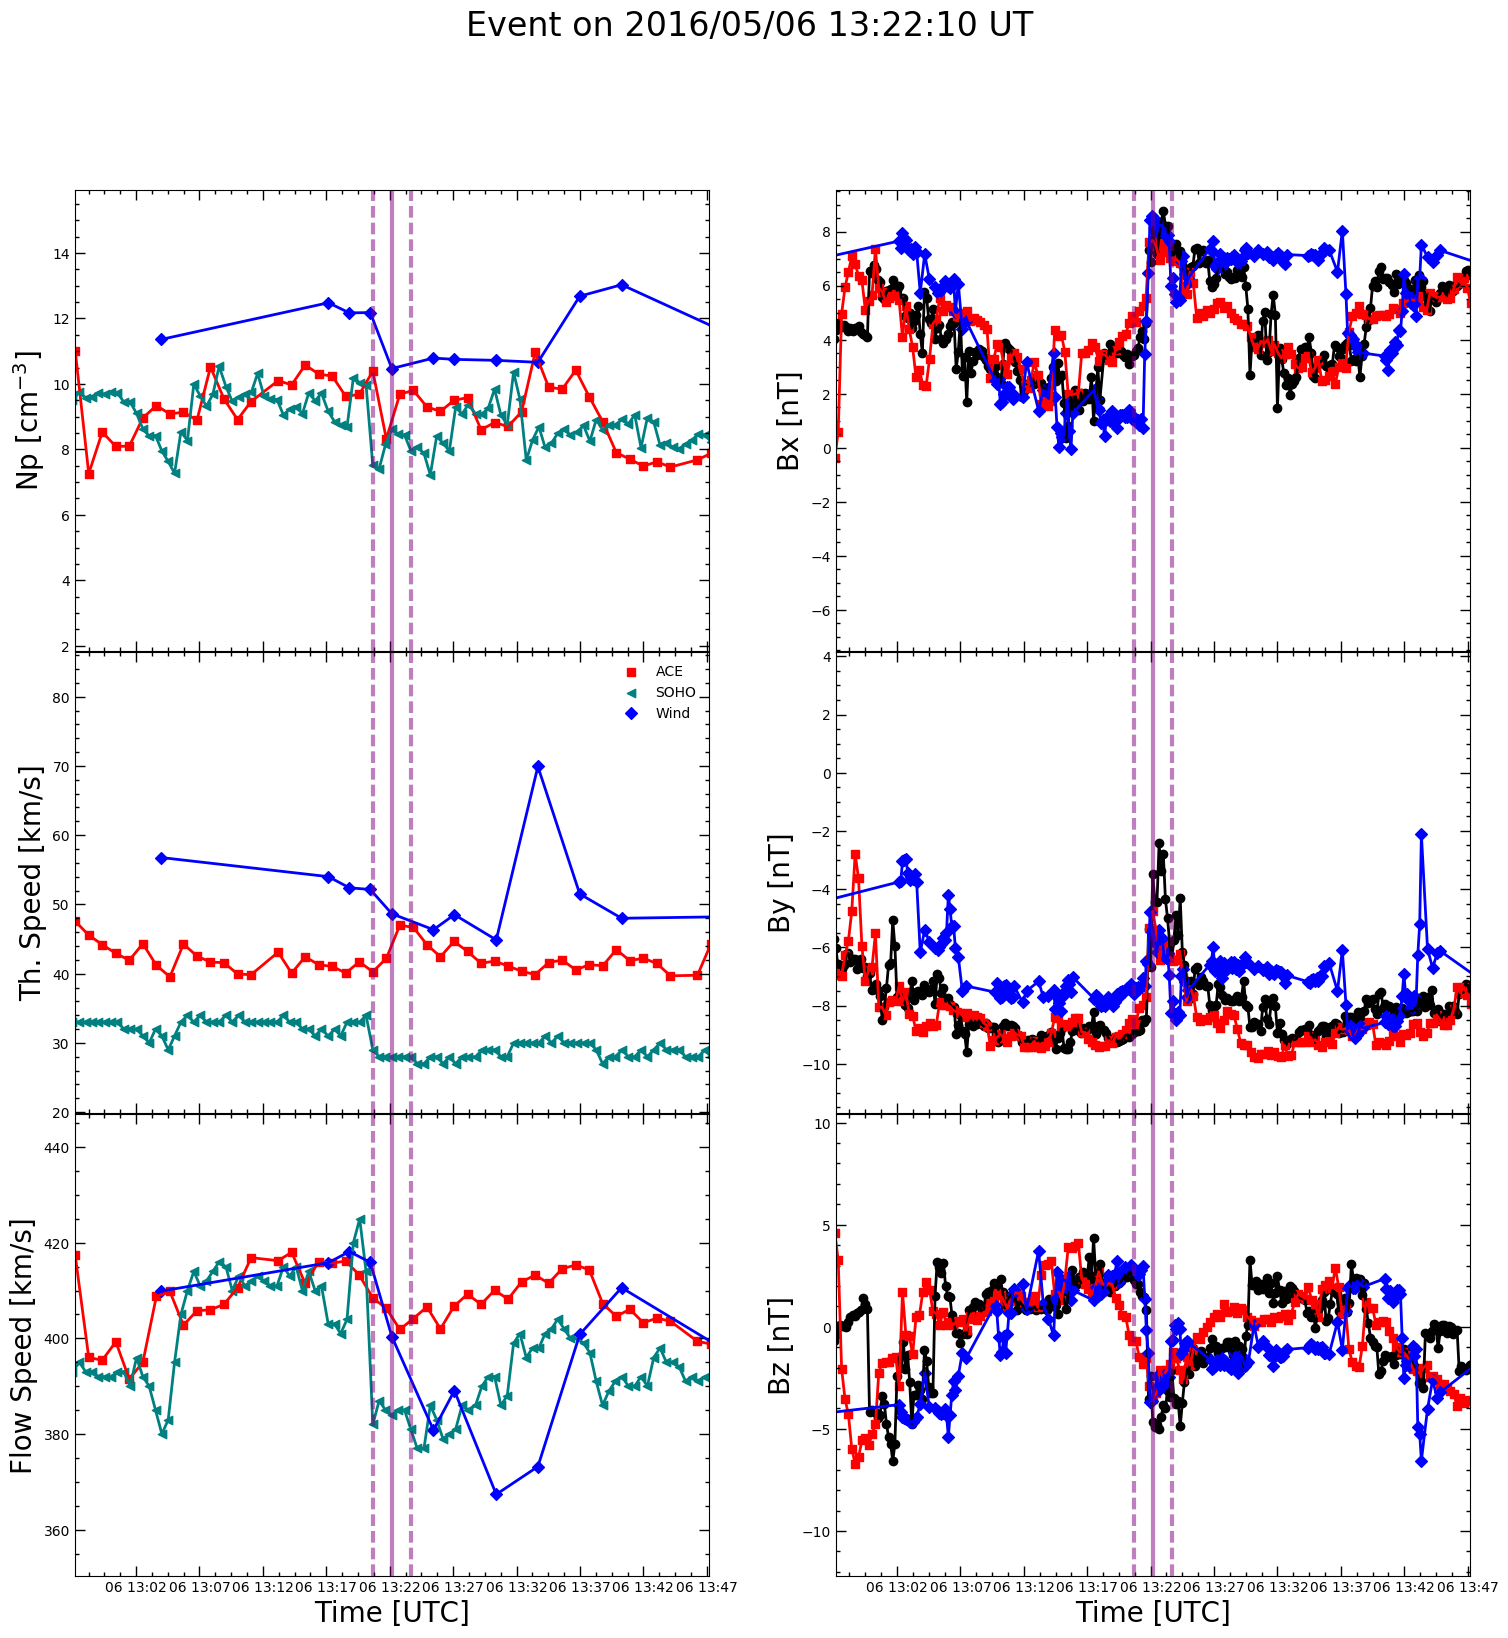 Event on 2016/05/06 13:22:10 UT
Np [cm⁻³]
14
12
10
8
6
4
2
Bx [nT]
8
6
4
2
0
−2
−4
−6
Th. Speed [km/s]
80
70
60
50
40
30
20
ACE
SOHO
Wind
By [nT]
4
2
0
−2
−4
−6
−8
−10
Flow Speed [km/s]
440
420
400
380
360
Bz [nT]
10
5
0
−5
−10
06 13:02 06 13:07 06 13:12 06 13:17 06 13:22 06 13:27 06 13:32 06 13:37 06 13:42 06 13:47
Time [UTC]
06 13:02 06 13:07 06 13:12 06 13:17 06 13:22 06 13:27 06 13:32 06 13:37 06 13:42 06 13:47
Time [UTC]